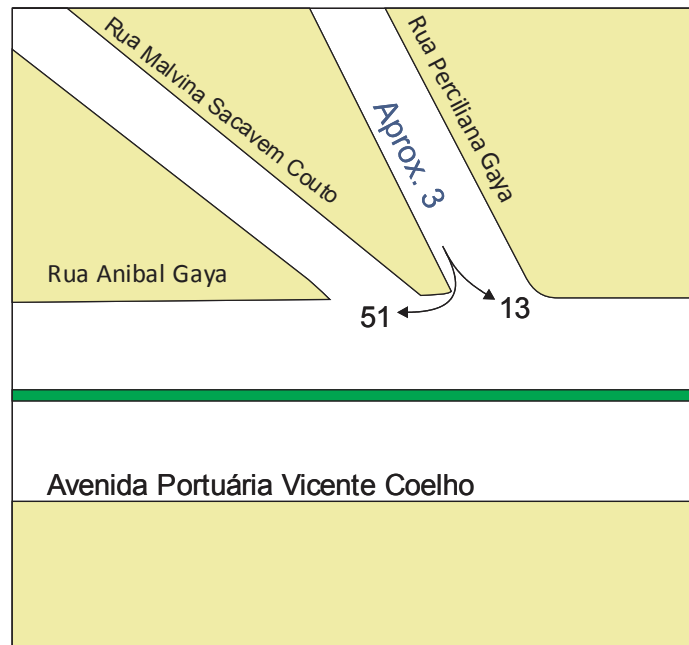 Rua Malvina Sacavem Couto
Aprox. 3
Rua Perciliana Gaya
Rua Anibal Gaya
51
13
Avenida Portuária Vicente Coelho